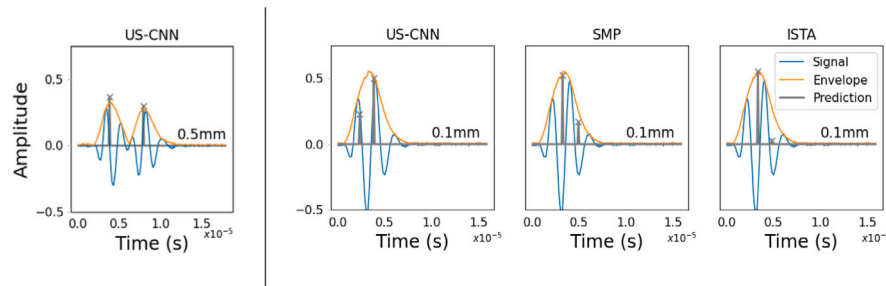 US-CNN
Amplitude
0.5
0.0
−0.5
0.5mm
0.0
0.5
1.0
1.5
x10⁻⁵
Time (s)
US-CNN
0.5
0.0
−0.5
0.1mm
0.0
0.5
1.0
1.5
x10⁻⁵
Time (s)
SMP
0.1mm
0.0
0.5
1.0
1.5
x10⁻⁵
Time (s)
ISTA
Signal
Envelope
Prediction
0.1mm
0.0
0.5
1.0
1.5
x10⁻
Time (s)